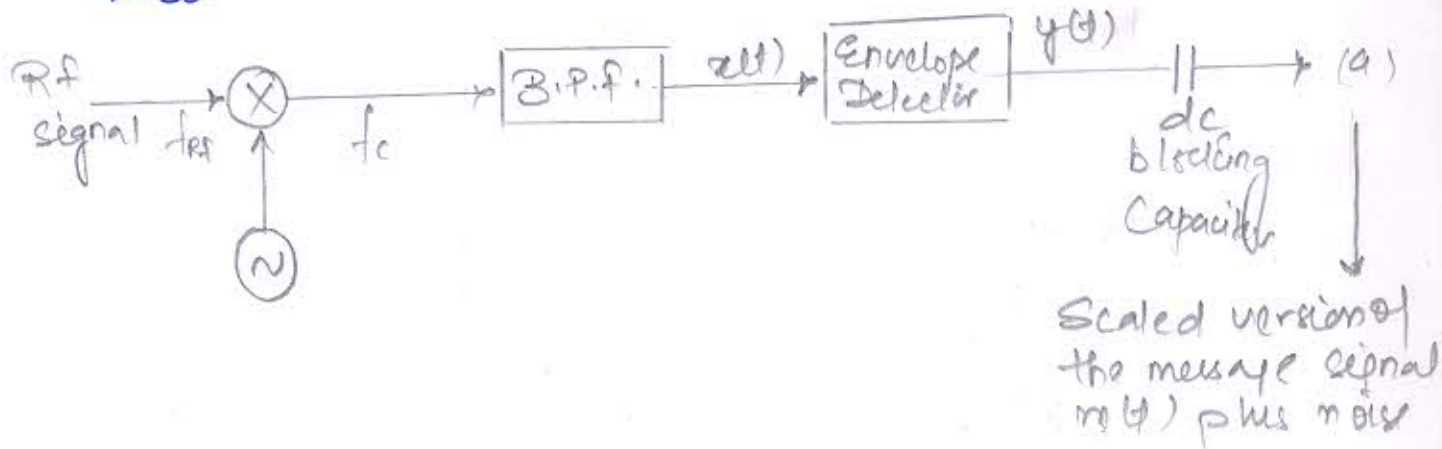 Rf
signal
fRf
X
fc
B.P.f.
x(t)
Envelope
Detector
y(t)
dc
blocking
Capacitor
(a)
~
Scaled version of
the message signal
m(t) plus noise